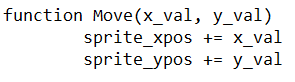 function Move(x_val, y_val)
        sprite_xpos += x_val
        sprite_ypos += y_val